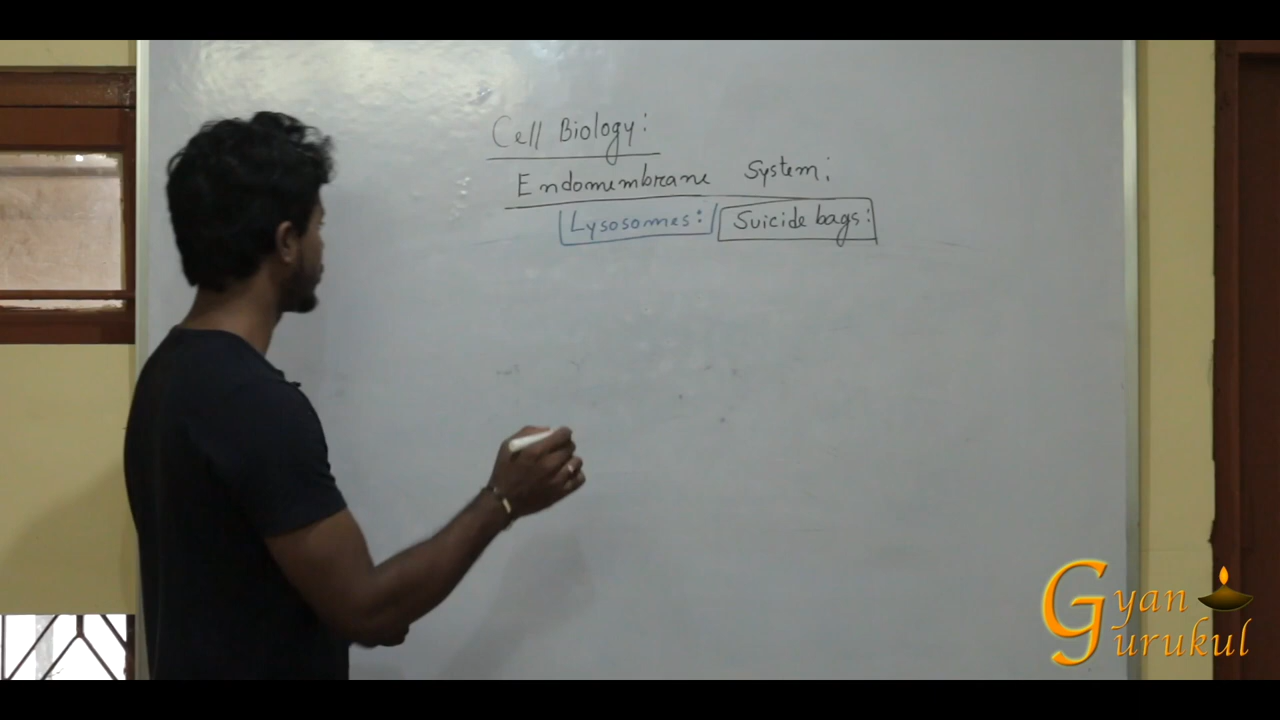 Cell Biology:
Endomembrane System:
Lysosomes: Suicide bags:
Gyan
Gurukul